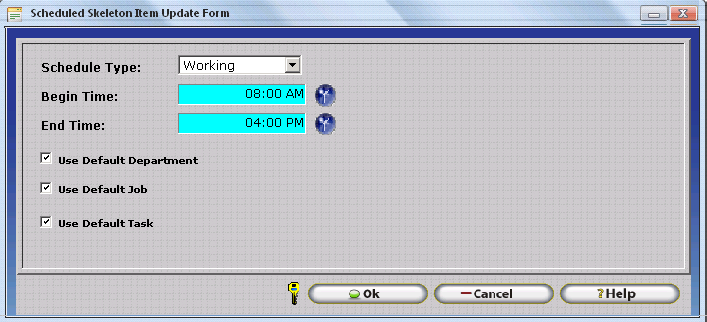 Scheduled Skeleton Item Update Form
Schedule Type: Working
Begin Time: 08:00 AM
End Time: 04:00 PM
Use Default Department
Use Default Job
Use Default Task
Ok Cancel ?Help